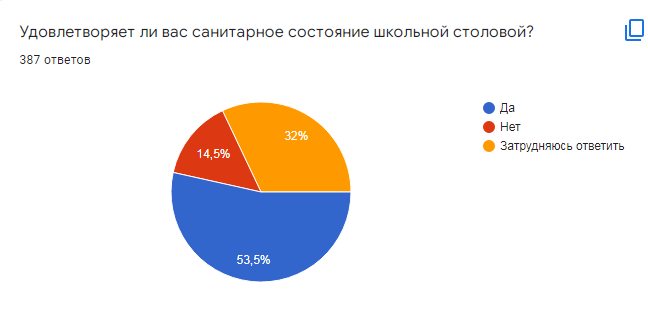 Удовлетворяет ли вас санитарное состояние школьной столовой?
387 ответов
Да
Нет
Затрудняюсь ответить
32%
14,5%
53,5%